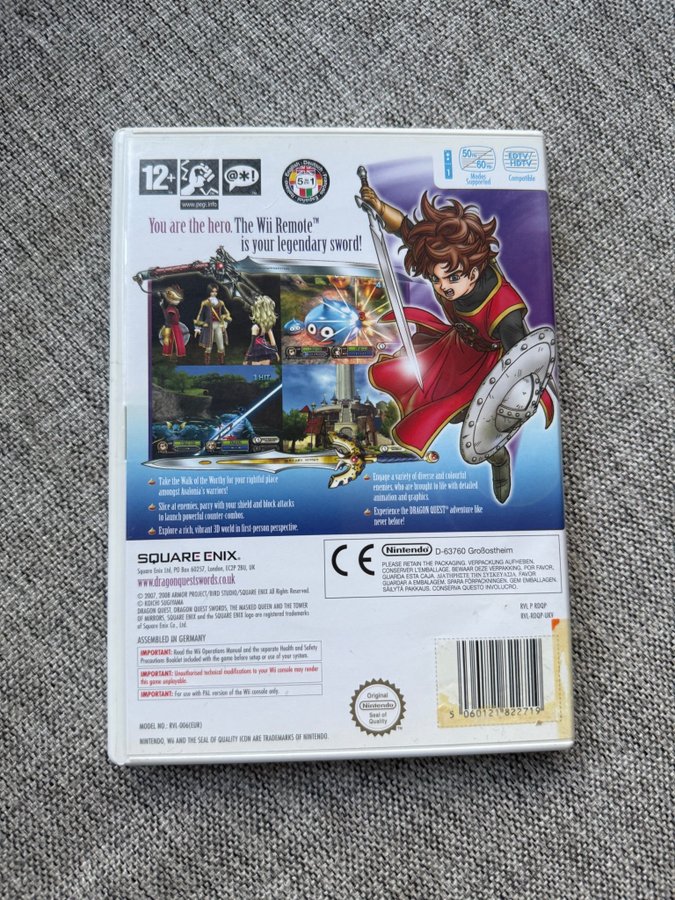 12+
www.pegi.info
@*!
English · Deutsch · Français
Español
5 in 1
1
50Hz
60Hz
Modes
Supported
EDTV/
HDTV
Compatible
You are the hero. The Wii Remote™
is your legendary sword!
1 HIT
• Take the Walk of the Worthy for your rightful place
amongst Avalonia's warriors!
• Slice at enemies, parry with your shield and block attacks
to launch powerful counter-combos.
• Explore a rich, vibrant 3D world in first-person perspective.
• Engage a variety of diverse and colourful
enemies, who are brought to life with detailed
animation and graphics.
• Experience the DRAGON QUEST® adventure like
never before!
SQUARE ENIX.
Square Enix Ltd, London, EC2P 2BU, UK
www.dragonquestswords.co.uk
© 2007, 2008 ARMOR PROJECT/BIRD STUDIO/SQUARE ENIX All Rights Reserved.
© KOICHI SUGIYAMA
DRAGON QUEST, DRAGON QUEST SWORDS, THE MASKED QUEEN AND THE TOWER
OF MIRRORS, SQUARE ENIX and the SQUARE ENIX logo are registered trademarks
of Square Enix Co., Ltd.
ASSEMBLED IN GERMANY
IMPORTANT: Read the Wii Operations Manual and the separate Health and Safety
Precautions Booklet included with the game before setup or use of your system.
IMPORTANT: Unauthorised technical modifications to your Wii console may render
this game unplayable.
IMPORTANT: For use with PAL version of the Wii console only.
MODEL NO.: RVL-006(EUR)
NINTENDO, Wii AND THE SEAL OF QUALITY ICON ARE TRADEMARKS OF NINTENDO.
CE
Nintendo® D-63760 Großostheim
PLEASE RETAIN THE PACKAGING. VERPACKUNG AUFHEBEN.
CONSERVER L'EMBALLAGE. BEWAAR DEZE VERPAKKING. POR FAVOR,
GUARDA ESTA CAJA. ΔΙΑΤΗΡΗΣΤΕ ΤΗΝ ΣΥΣΚΕΥΑΣΙΑ. FAVOR
GUARDAR A EMBALAGEM. SPARA FÖRPACKNINGEN. GEM EMBALLAGEN.
SÄILYTÄ PAKKAUS. CONSERVA QUESTO INVOLUCRO.
RVL P RDQP
RVL-RDQP-UKV
Original
Nintendo®
Seal of
Quality
5 060121 822719